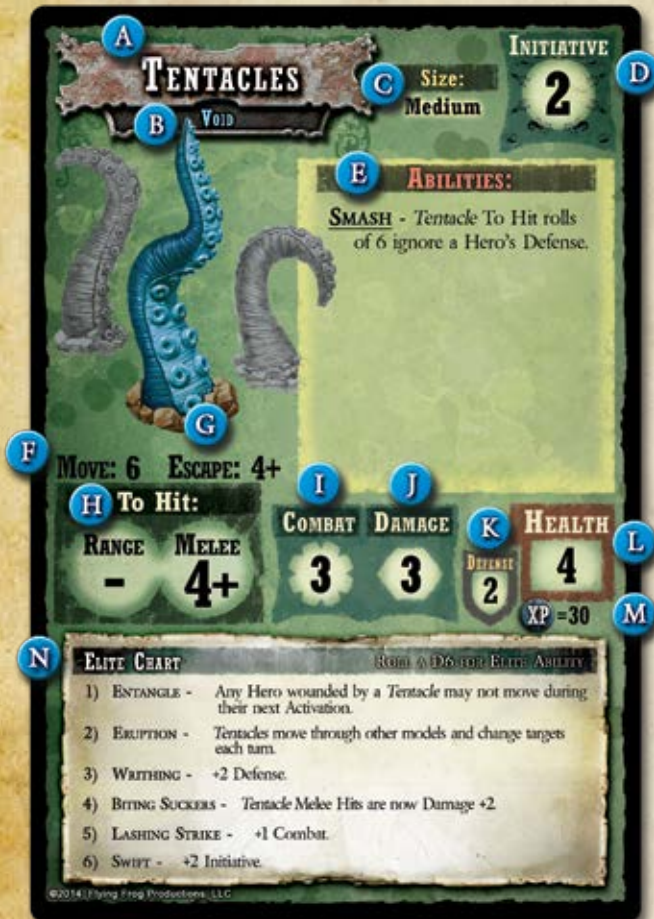 A
TENTACLES
B
VOID
C
Size:
Medium
INITIATIVE
2
D
E
ABILITIES:
SMASH - Tentacle To Hit rolls
of 6 ignore a Hero's Defense.
G
F
MOVE: 6 ESCAPE: 4+
H
To Hit:
RANGE MELEE
- 4+
I
COMBAT
3
J
DAMAGE
3
K
DEFENSE
2
HEALTH
4
L
XP =30
M
N
ELITE CHART ROLL A D6 FOR ELITE ABILITY
1) ENTANGLE - Any Hero wounded by a Tentacle may not move during
their next Activation.
2) ERUPTION - Tentacles move through other models and change targets
each turn.
3) WRITHING - +2 Defense.
4) BITING SUCKERS - Tentacle Melee Hits are now Damage +2
5) LASHING STRIKE - +1 Combat.
6) SWIFT - +2 Initiative.
©2014 Flying Frog Productions, LLC